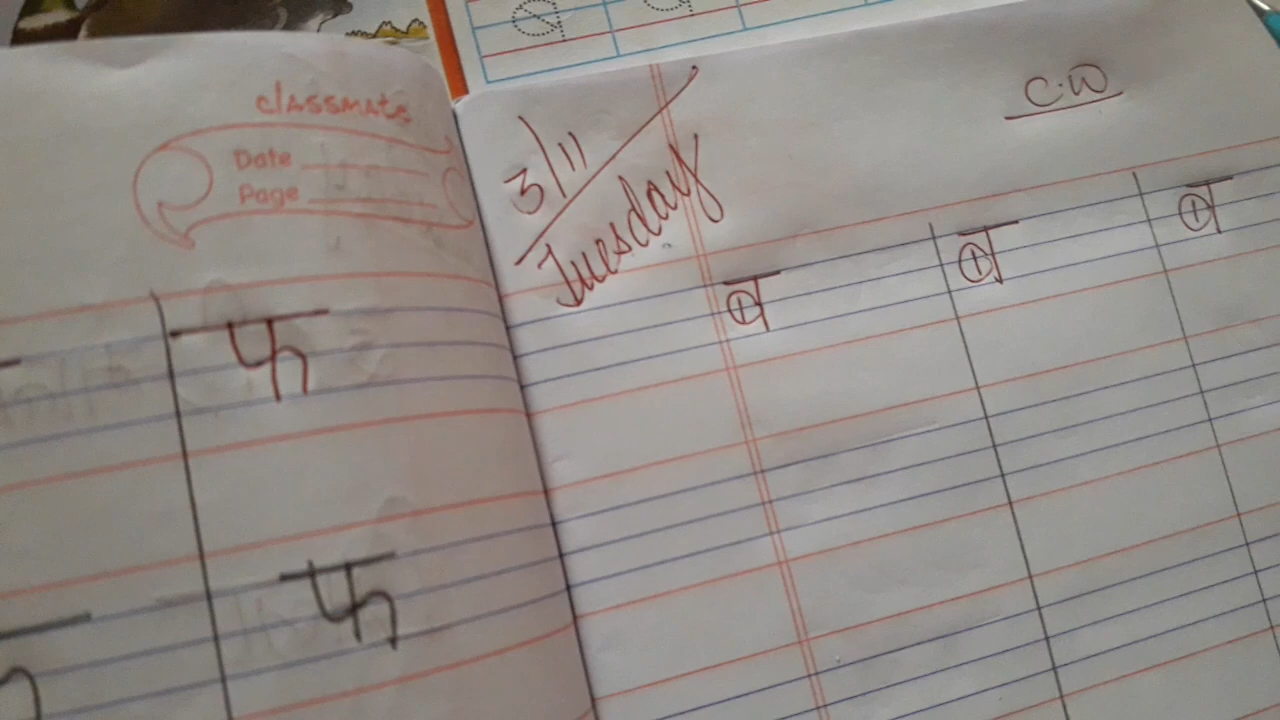 classmate
Date
Page
फ
फ
C.W
3/11
Tuesday
ब ब ब